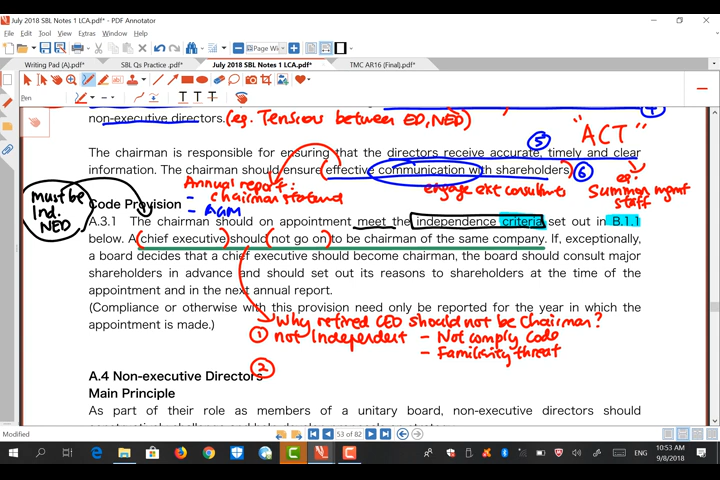 July 2018 SBL Notes 1 LCA.pdf* - PDF Annotator
File Edit Tools View Extras Window Help
Page Wi
Writing Pad (A).pdf* SBL Qs Practice .pdf* July 2018 SBL Notes 1 LCA.pdf* TMC AR16 (Final).pdf*
Pen
non-executive directors. (eg. Tensions between ED, NED)
"ACT"
5
The chairman is responsible for ensuring that the directors receive accurate, timely and clear
information. The chairman should ensure effective communication with shareholders. 6
eg:
Summon mgmt
staff
Annual report:
- Chairman statement
- AGM
engage ext consultants
Must be
Ind.
NED
Code Provision
A.3.1 The chairman should on appointment meet the independence criteria set out in B.1.1
below. A chief executive should not go on to be chairman of the same company. If, exceptionally,
a board decides that a chief executive should become chairman, the board should consult major
shareholders in advance and should set out its reasons to shareholders at the time of the
appointment and in the next annual report.
(Compliance or otherwise with this provision need only be reported for the year in which the
appointment is made.)
Why retired CEO should not be chairman?
1 not Independent - Not comply Code
- Familiarity threat
2
A.4 Non-executive Directors
Main Principle
As part of their role as members of a unitary board, non-executive directors should
Modified
53 of 82
10:53 AM
9/8/2018